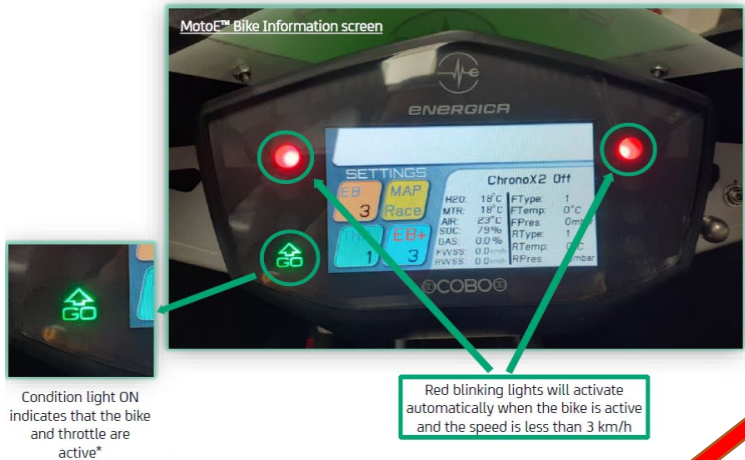 MotoE™ Bike Information screen
e
ENERGICA
SETTINGS
EB
3
MAP
Race
1
EB+
3
ChronoX2 Off
H2O: 18°C
MTR: 18°C
AIR: 23°C
SOC: 79%
GAS: 0.0%
FWSS: 0.0km/h
RWSS: 0.0km/h
FType: 1
FTemp: 0°C
FPres: 0mbar
RType: 1
RTemp: 0°C
RPres
GO
COBO
GO
Condition light ON
indicates that the bike
and throttle are
active*
Red blinking lights will activate
automatically when the bike is active
and the speed is less than 3 km/h